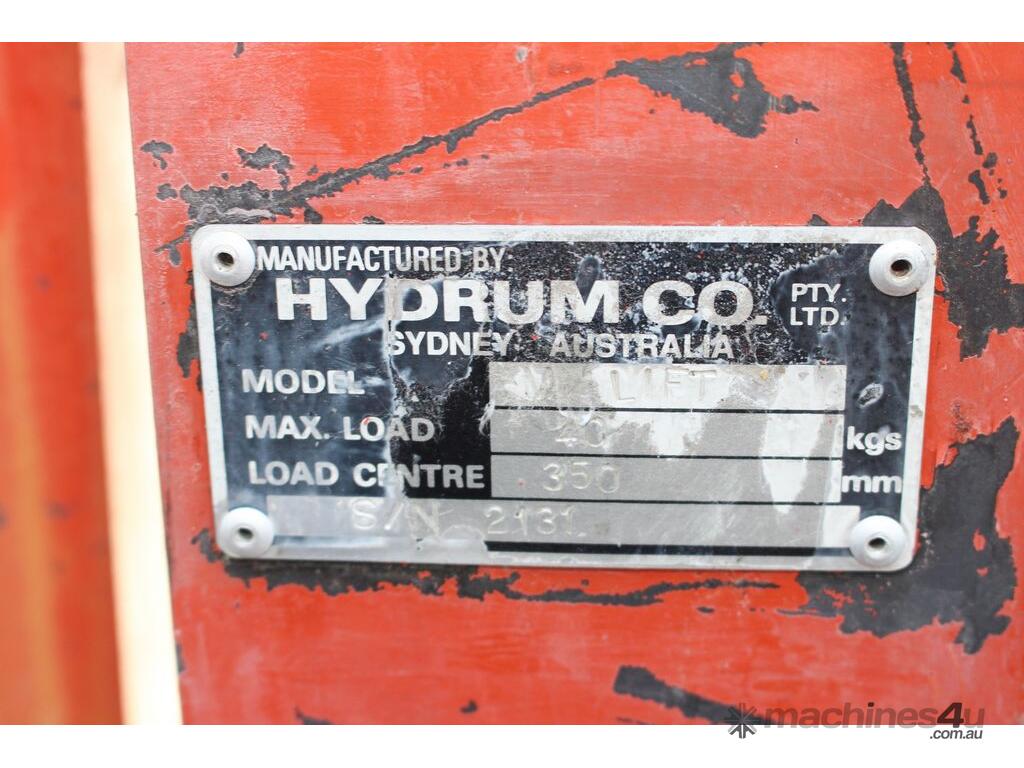 MANUFACTURED BY:
HYDRUM CO. PTY. LTD.
SYDNEY AUSTRALIA
MODEL LIFT
MAX. LOAD kgs
LOAD CENTRE 350 mm
S/N 2131
machines4u
.com.au